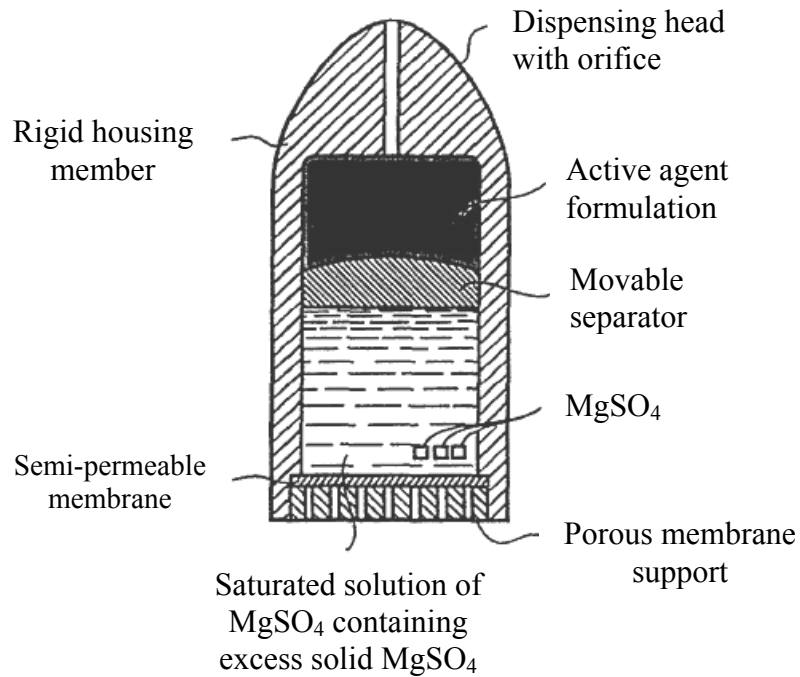 Dispensing head
with orifice
Rigid housing
member
Active agent
formulation
Movable
separator
MgSO₄
Semi-permeable
membrane
Porous membrane
support
Saturated solution of
MgSO₄ containing
excess solid MgSO₄